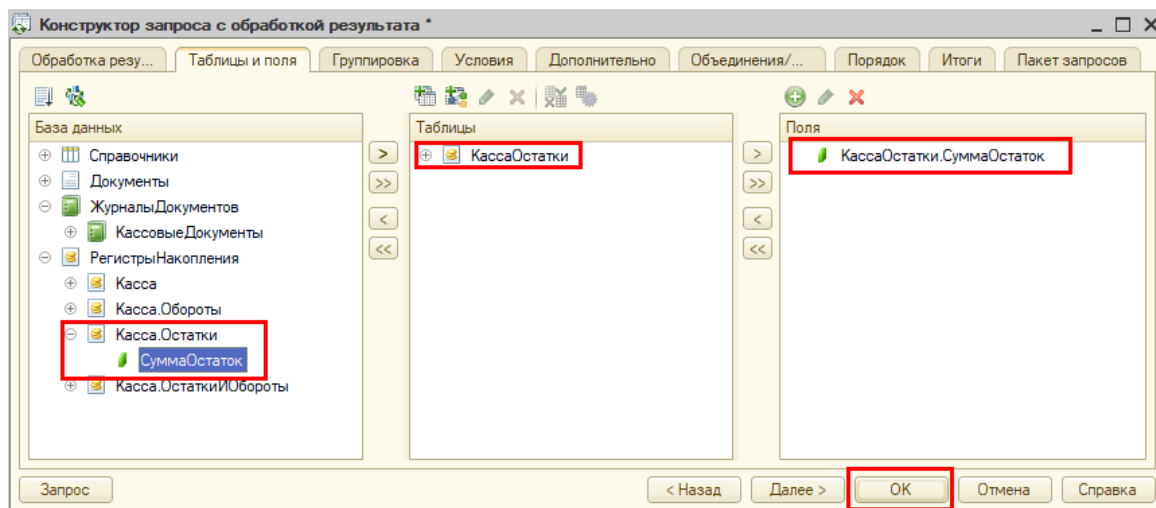 Конструктор запроса с обработкой результата *
Обработка резу... Таблицы и поля Группировка Условия Дополнительно Объединения/... Порядок Итоги Пакет запросов
База данных
Справочники
Документы
ЖурналыДокументов
КассовыеДокументы
РегистрыНакопления
Касса
Касса.Обороты
Касса.Остатки
СуммаОстаток
Касса.ОстаткиИОбороты
>
>>
<
<<
Таблицы
КассаОстатки
>
>>
<
<<
Поля
КассаОстатки.СуммаОстаток
Запрос < Назад Далее > OK Отмена Справка